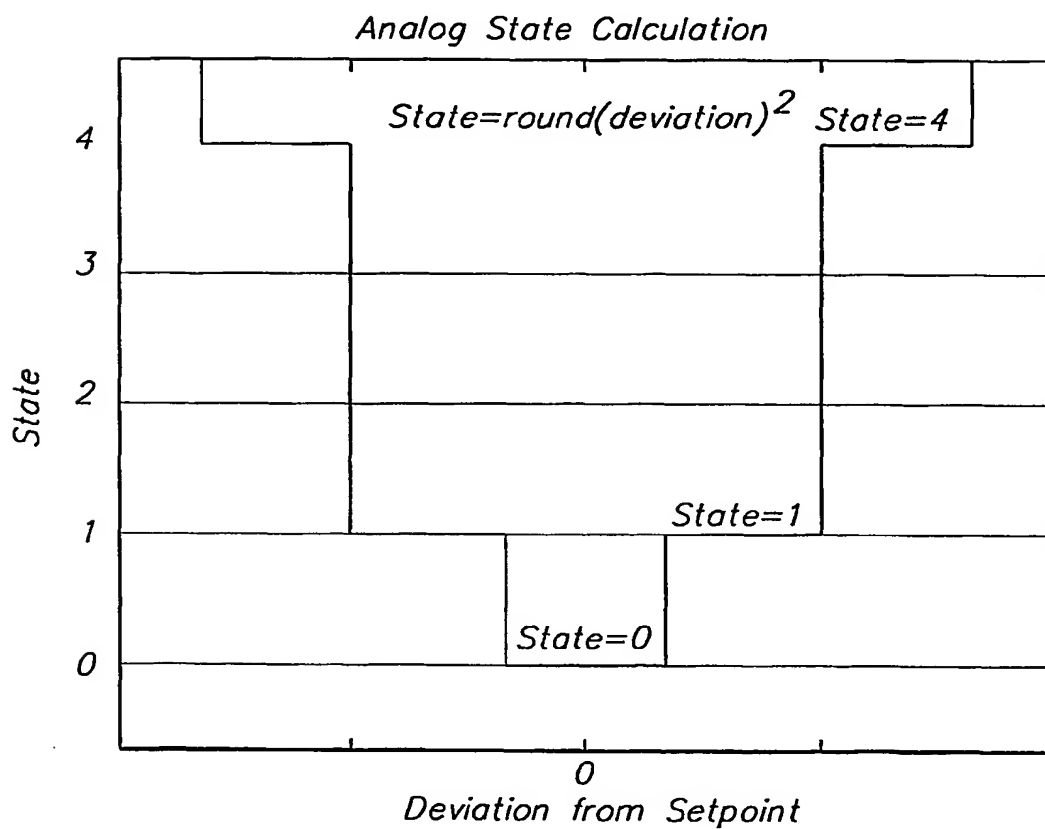 Analog State Calculation
State=round(deviation)²
State=4
4
3
2
1
0
State
State=1
State=0
0
Deviation from Setpoint